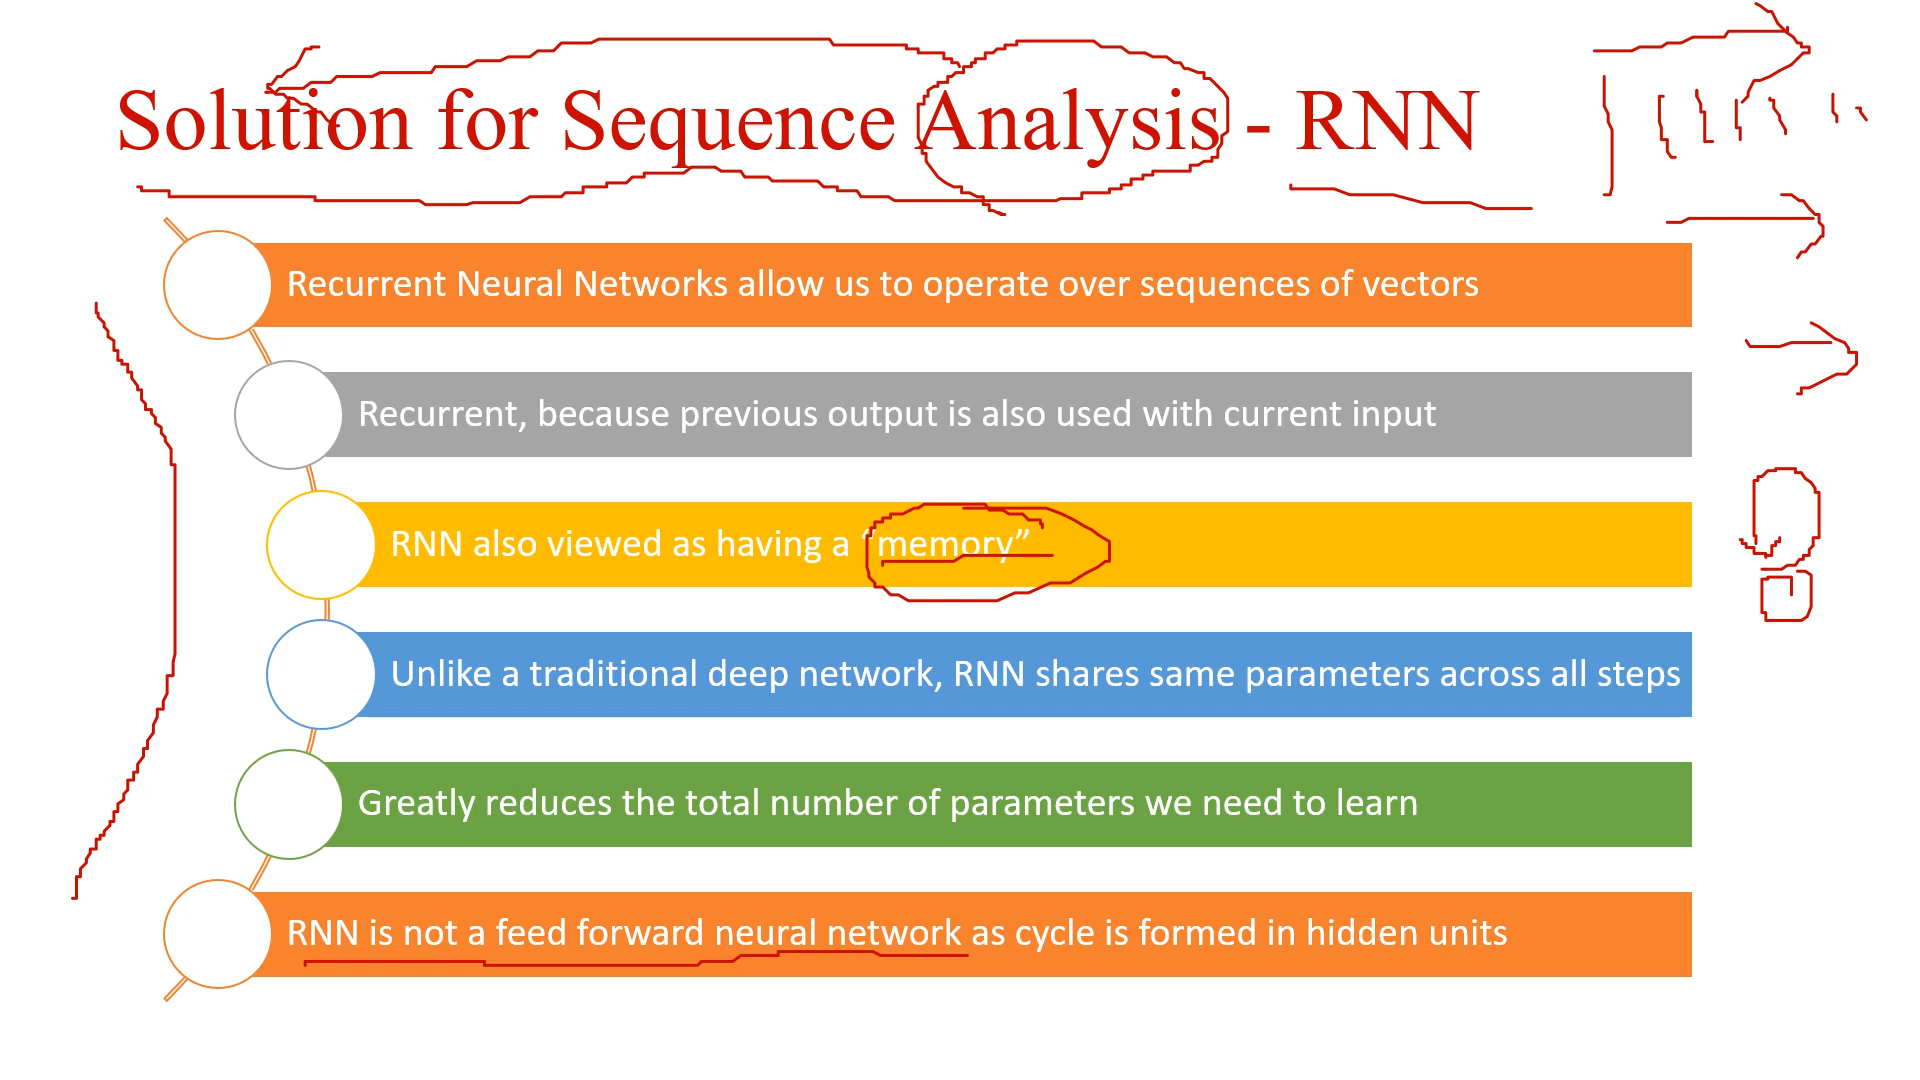 Solution for Sequence Analysis - RNN
Recurrent Neural Networks allow us to operate over sequences of vectors
Recurrent, because previous output is also used with current input
RNN also viewed as having a “memory”
Unlike a traditional deep network, RNN shares same parameters across all steps
Greatly reduces the total number of parameters we need to learn
RNN is not a feed forward neural network as cycle is formed in hidden units